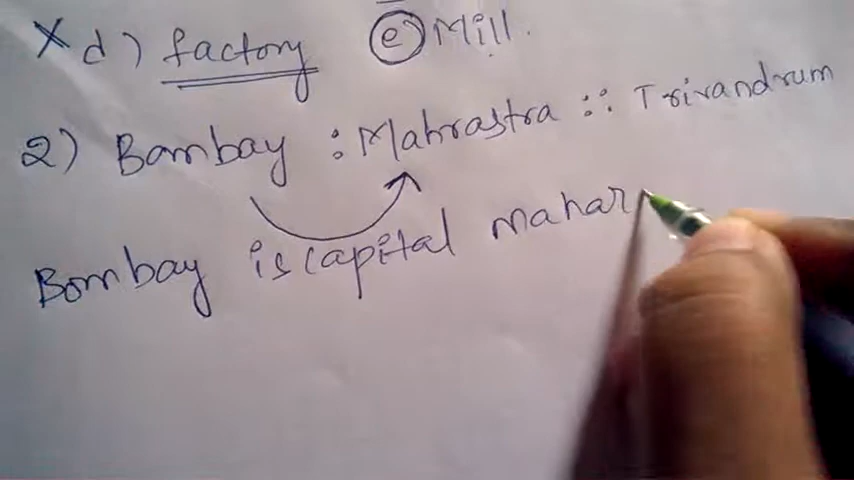 X d) factory e) Mill.
2) Bombay : Mahrastra :: Trivandrum
Bombay is capital mahar